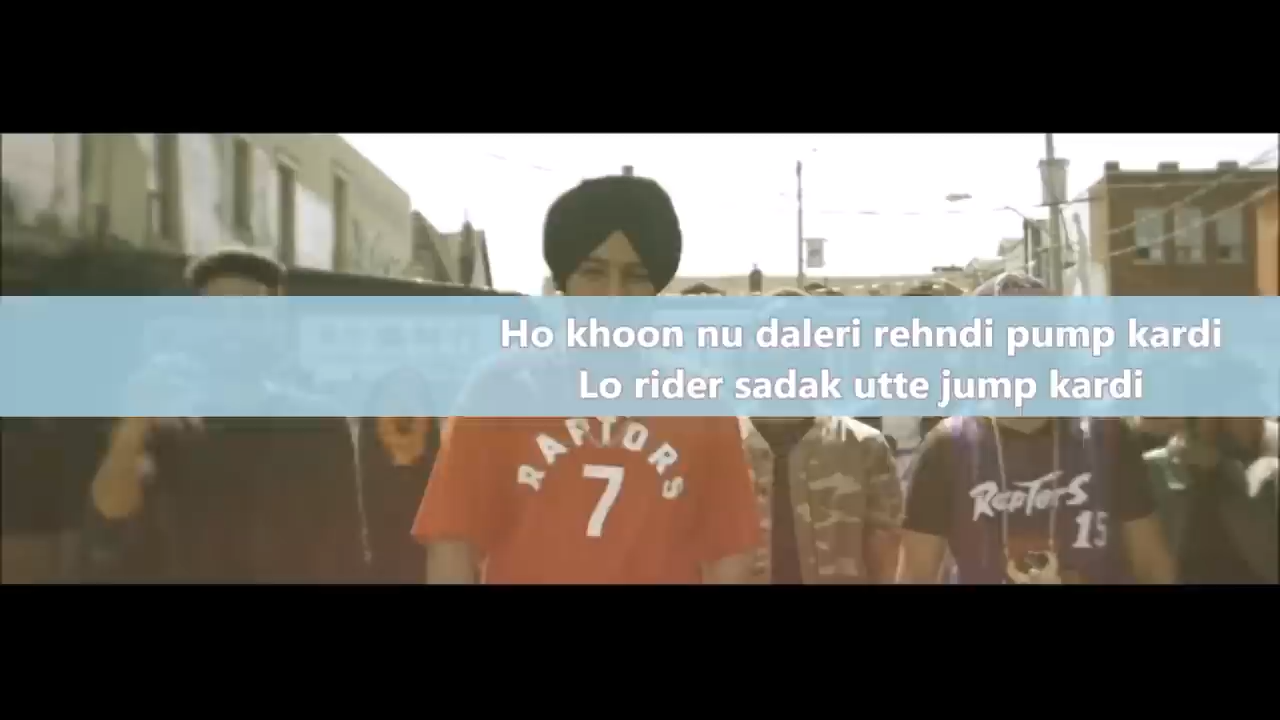 Ho khoon nu daleri rehndi pump kardi
Lo rider sadak utte jump kardi
RAPTORS
7
RAPTORS
15